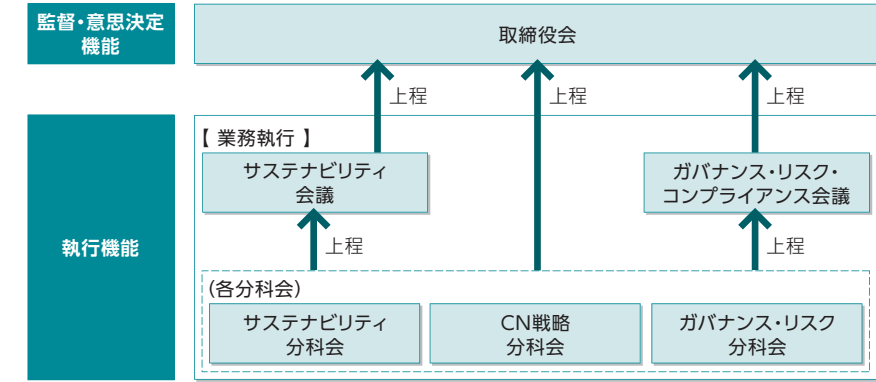 監督・意思決定
機能
取締役会
上程
上程
上程
執行機能
【 業務執行 】
サステナビリティ
会議
ガバナンス・リスク・
コンプライアンス会議
上程
上程
(各分科会)
サステナビリティ
分科会
CN戦略
分科会
ガバナンス・リスク
分科会